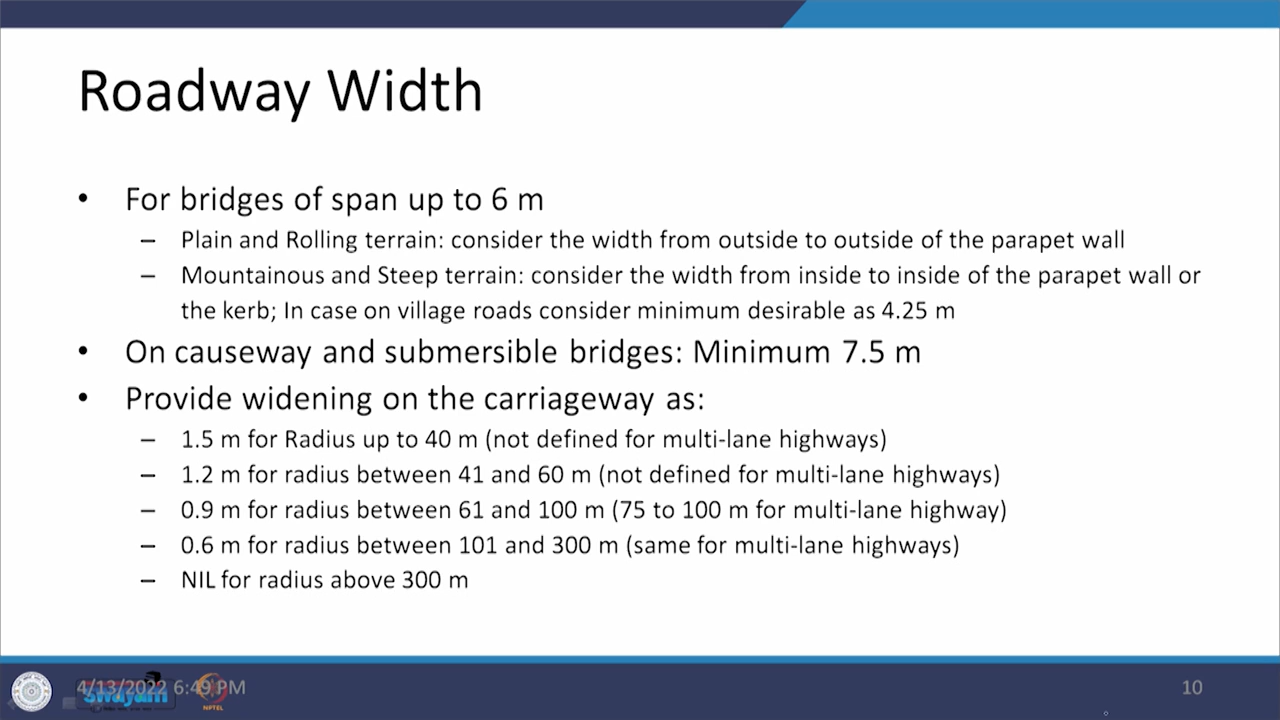 Roadway Width
• For bridges of span up to 6 m
– Plain and Rolling terrain: consider the width from outside to outside of the parapet wall
– Mountainous and Steep terrain: consider the width from inside to inside of the parapet wall or
the kerb; In case on village roads consider minimum desirable as 4.25 m
• On causeway and submersible bridges: Minimum 7.5 m
• Provide widening on the carriageway as:
– 1.5 m for Radius up to 40 m (not defined for multi-lane highways)
– 1.2 m for radius between 41 and 60 m (not defined for multi-lane highways)
– 0.9 m for radius between 61 and 100 m (75 to 100 m for multi-lane highway)
– 0.6 m for radius between 101 and 300 m (same for multi-lane highways)
– NIL for radius above 300 m
4/13/2022 6:49 PM
swayam
NPTEL
10